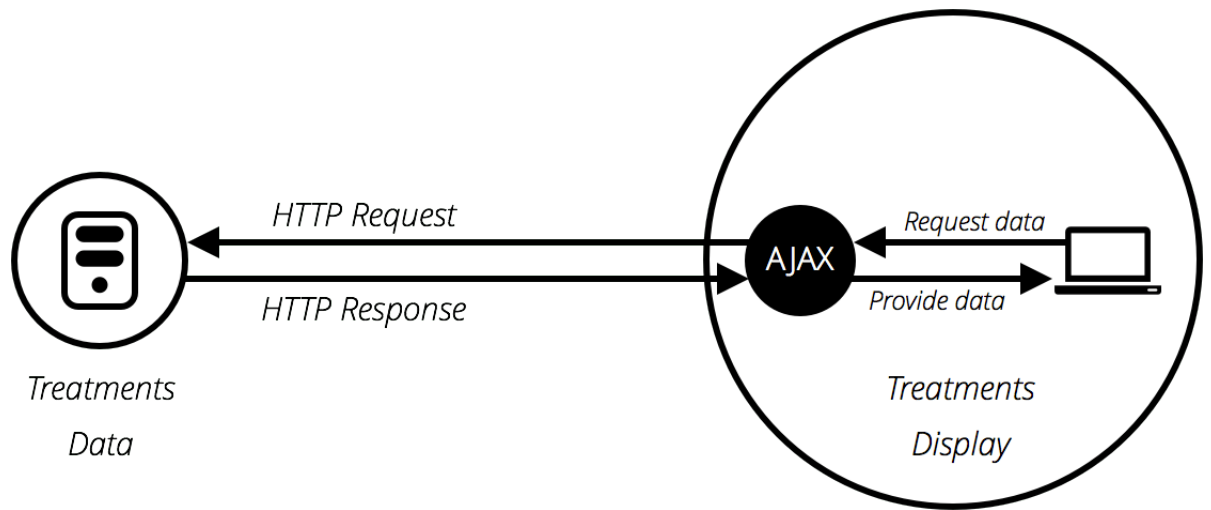 HTTP Request
HTTP Response
Treatments
Data
AJAX
Request data
Provide data
Treatments
Display